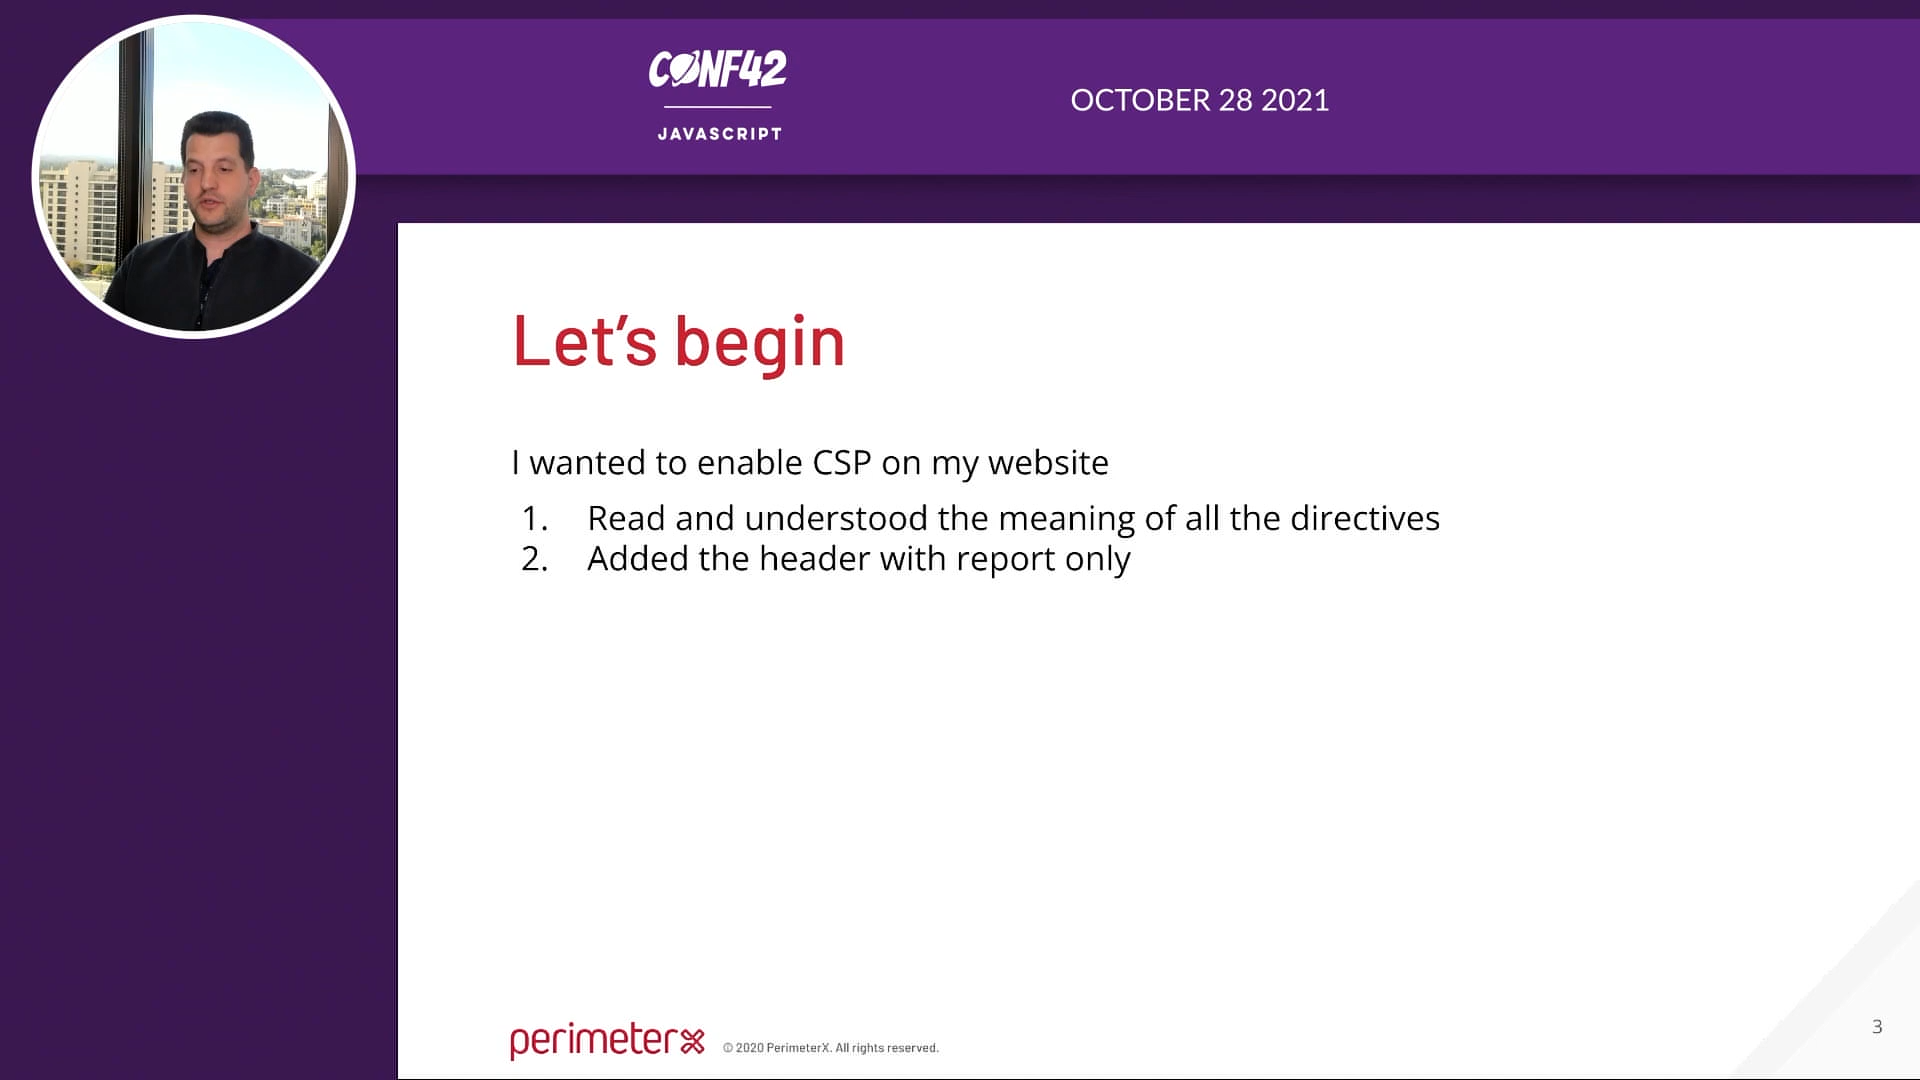 CONF42
JAVASCRIPT
OCTOBER 28 2021
Let's begin
I wanted to enable CSP on my website
1. Read and understood the meaning of all the directives
2. Added the header with report only
perimeterx
© 2020 PerimeterX. All rights reserved.
3